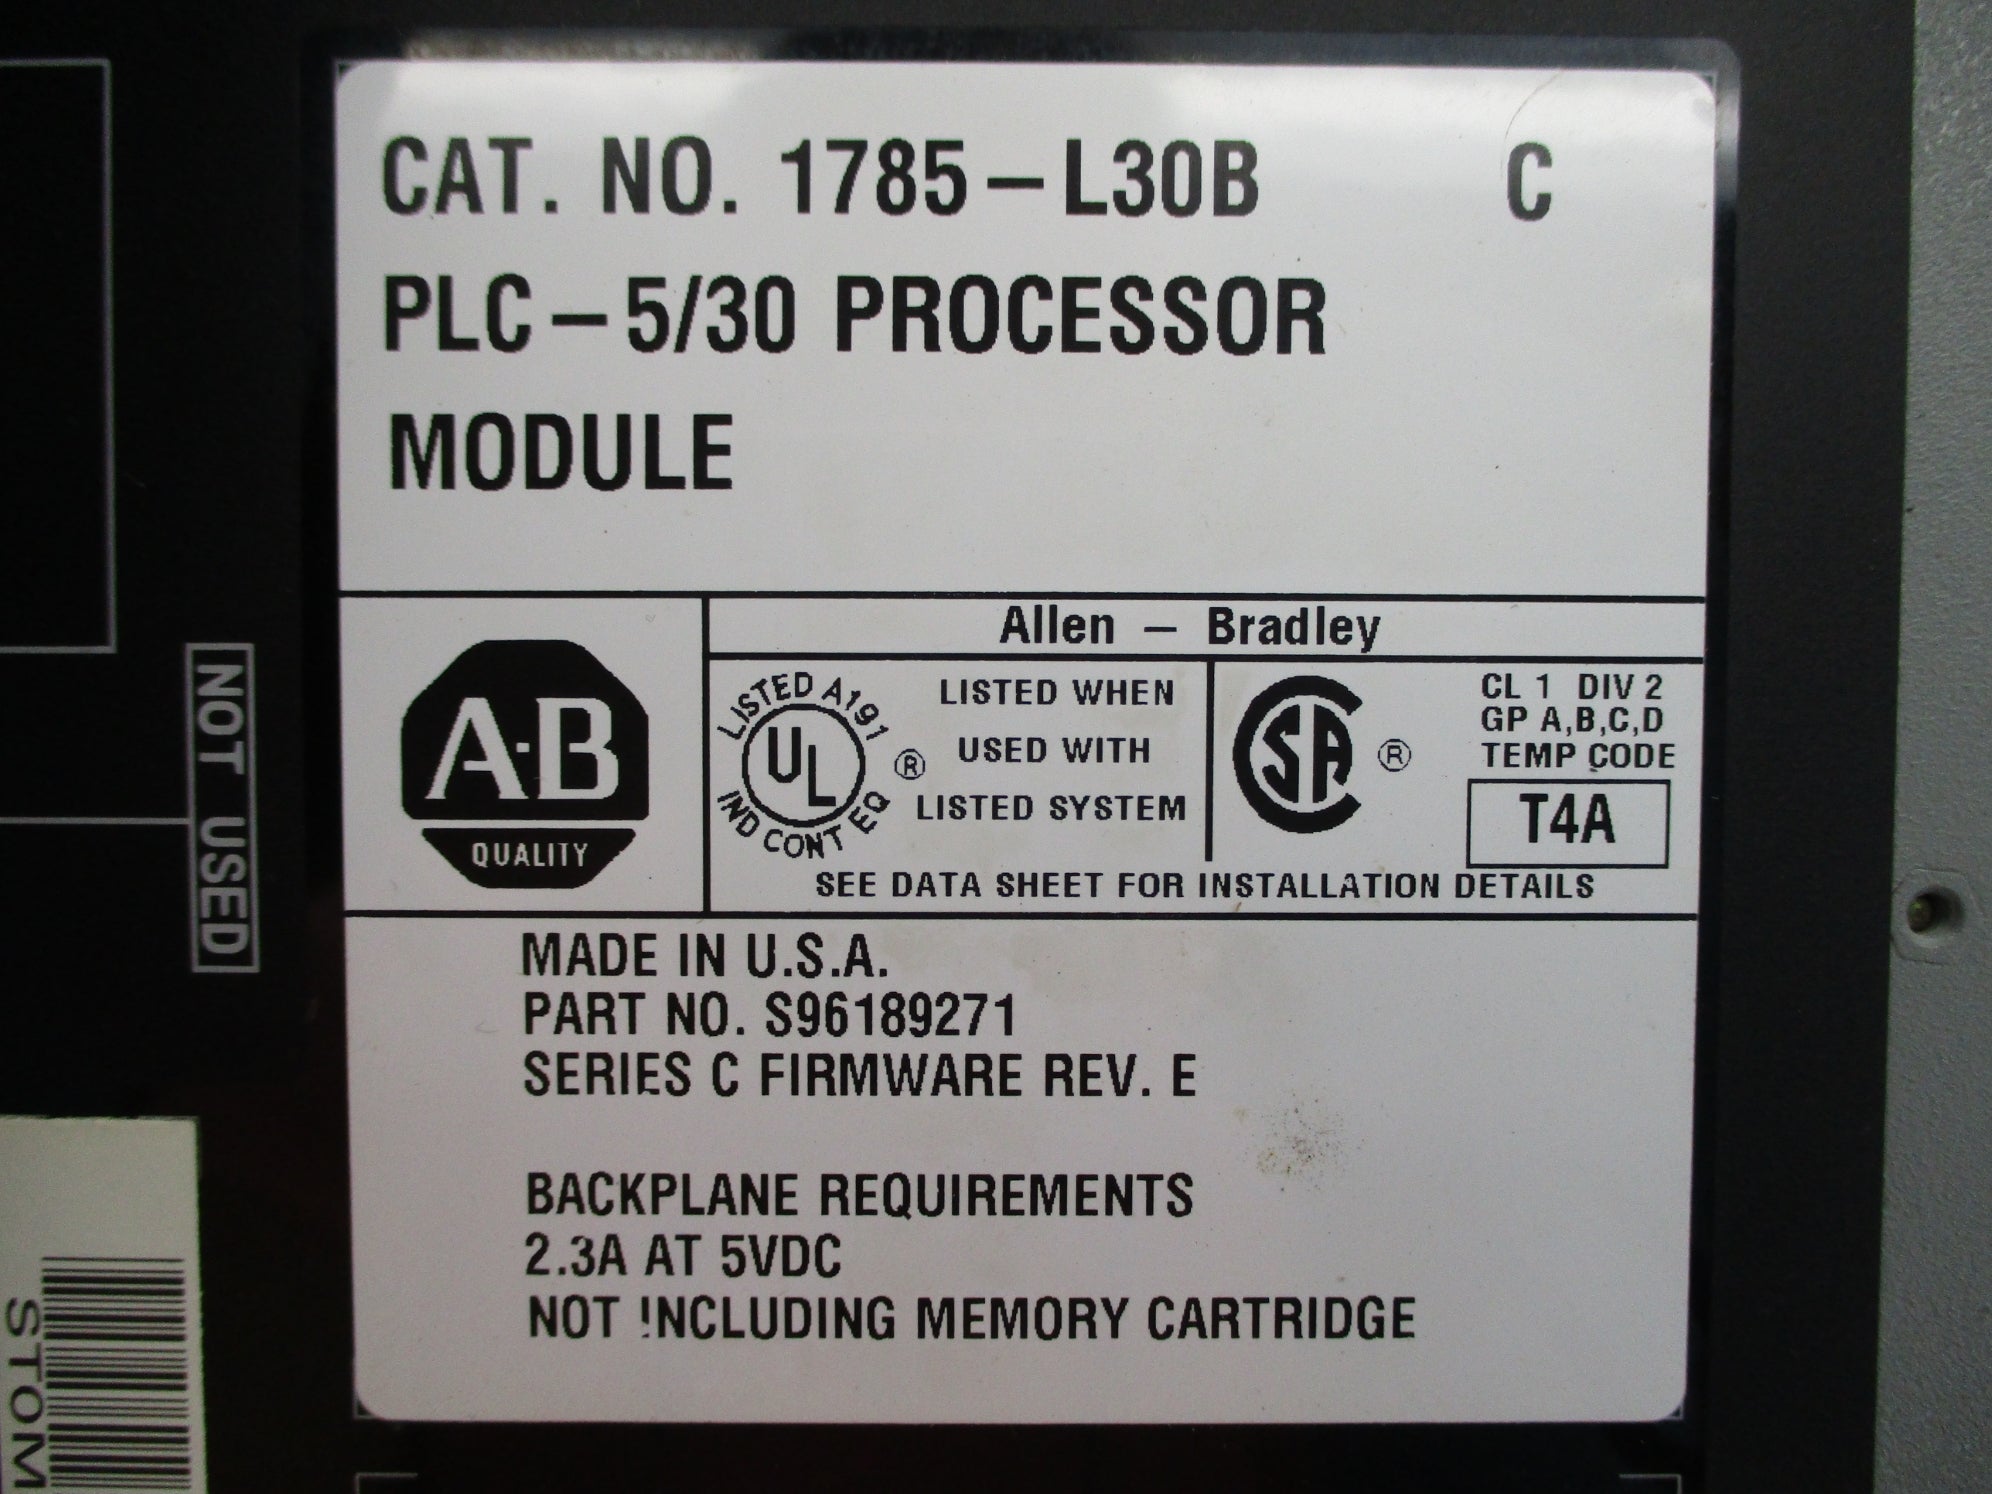 CAT. NO. 1785-L30B C
PLC-5/30 PROCESSOR
MODULE
Allen - Bradley
A-B
QUALITY
LISTED A191
UL
IND CONT EQ
®
LISTED WHEN
USED WITH
LISTED SYSTEM
SA
®
CL 1 DIV 2
GP A,B,C,D
TEMP CODE
T4A
SEE DATA SHEET FOR INSTALLATION DETAILS
MADE IN U.S.A.
PART NO. S96189271
SERIES C FIRMWARE REV. E
BACKPLANE REQUIREMENTS
2.3A AT 5VDC
NOT INCLUDING MEMORY CARTRIDGE
NOT USED
STOM